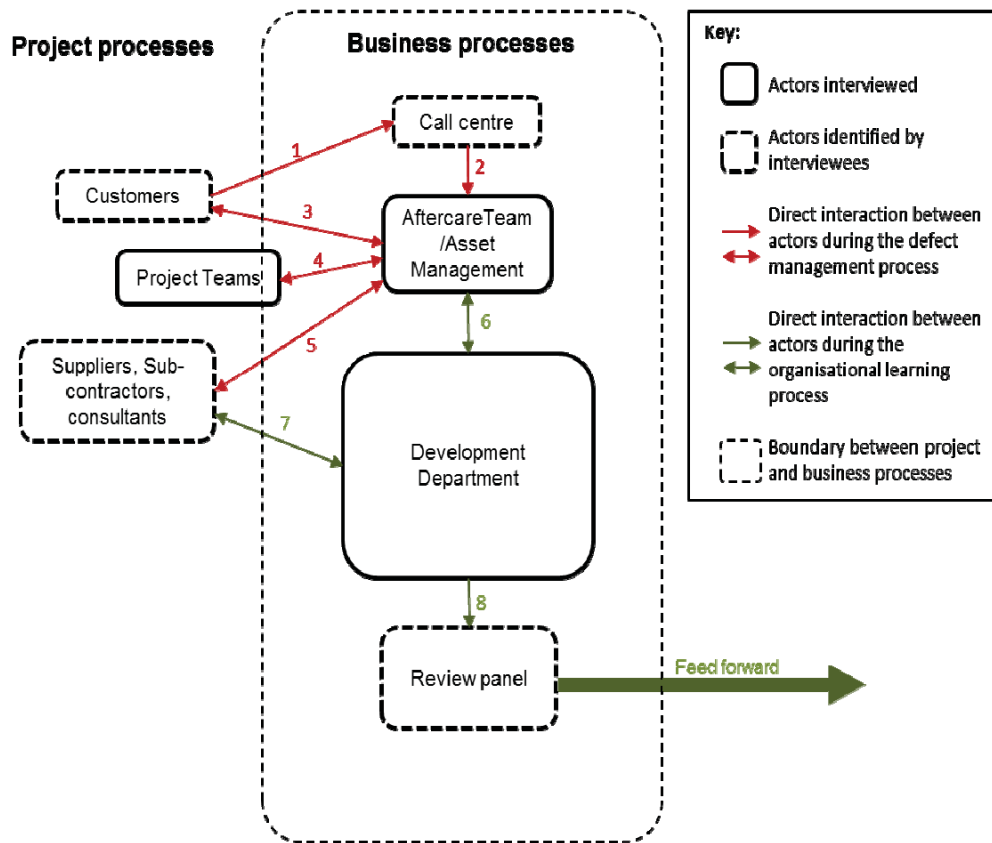 Project processes
Business processes
Call centre
1
2
Customers
3
AftercareTeam
/Asset
Management
4
Project Teams
5
6
Suppliers, Sub-
contractors,
consultants
7
Development
Department
8
Review panel
Feed forward
Key:
Actors interviewed
Actors identified by
interviewees
Direct interaction between
actors during the defect
management process
Direct interaction between
actors during the
organisational learning
process
Boundary between project
and business processes